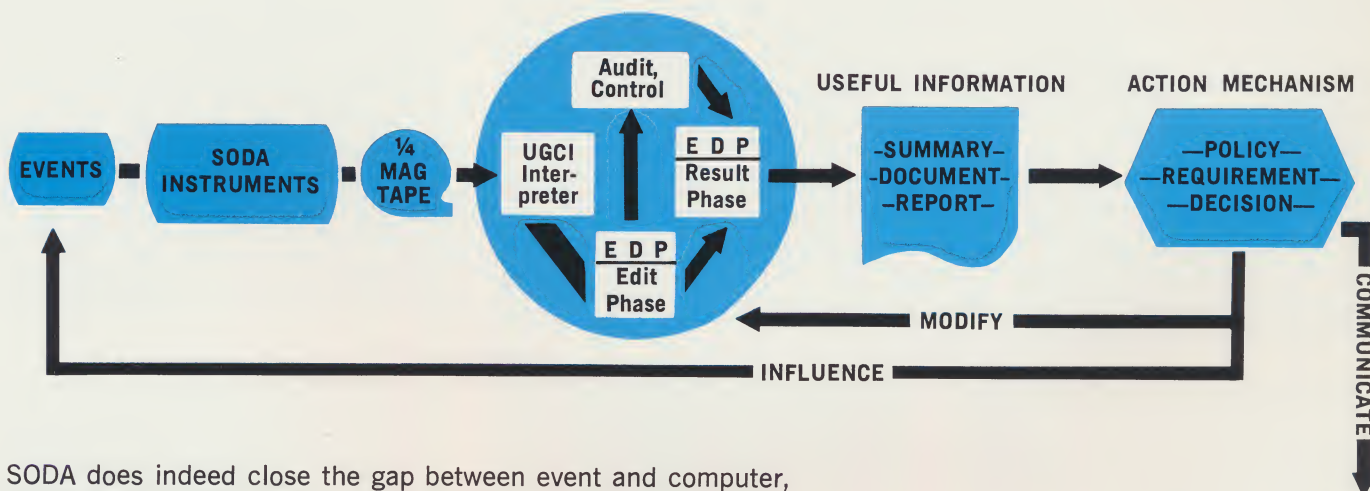 EVENTS
SODA
INSTRUMENTS
¼
MAG
TAPE
UGCI
Inter-
preter
Audit,
Control
E D P
Edit
Phase
E D P
Result
Phase
USEFUL INFORMATION
-SUMMARY-
-DOCUMENT-
-REPORT-
ACTION MECHANISM
—POLICY—
—REQUIREMENT—
—DECISION—
MODIFY
INFLUENCE
COMMUNICATE
SODA does indeed close the gap between event and computer,